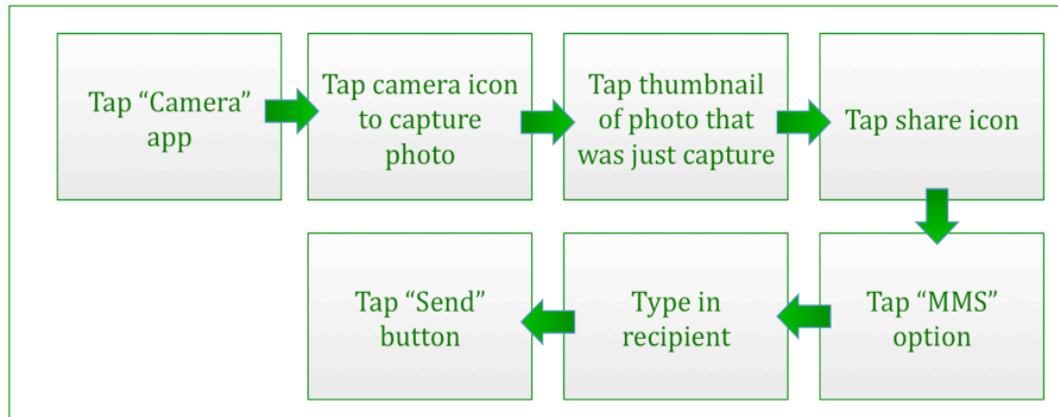 Tap “Camera”
app
Tap camera icon
to capture
photo
Tap thumbnail
of photo that
was just capture
Tap share icon
Tap “MMS”
option
Type in
recipient
Tap “Send”
button